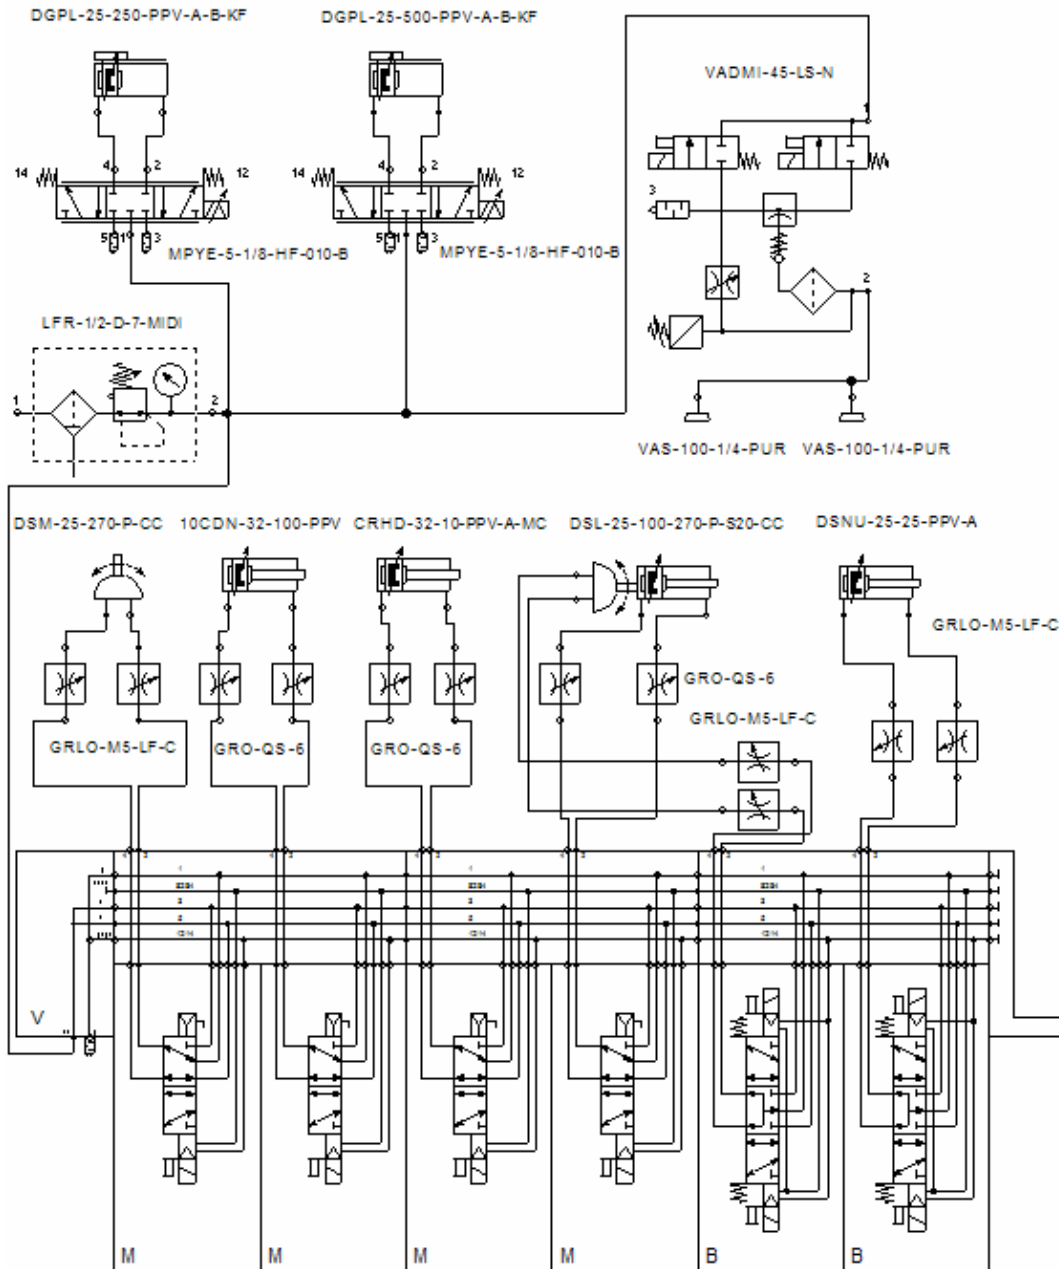 DGPL-25-250-PPV-A-B-KF
DGPL-25-500-PPV-A-B-KF
VADMI-45-LS-N
1
4
2
4
2
14
12
14
12
3
5
1
3
5
1
3
MPYE-5-1/8-HF-010-B
MPYE-5-1/8-HF-010-B
2
LFR-1/2-D-7-MIDI
1
2
VAS-100-1/4-PUR
VAS-100-1/4-PUR
DSM-25-270-P-CC
10CDN-32-100-PPV
CRHD-32-10-PPV-A-MC
DSL-25-100-270-P-S20-CC
DSNU-25-25-PPV-A
GRLO-M5-LF-C
GRO-QS-6
GRLO-M5-LF-C
GRLO-M5-LF-C
GRO-QS-6
GRO-QS-6
V
M
M
M
M
B
B